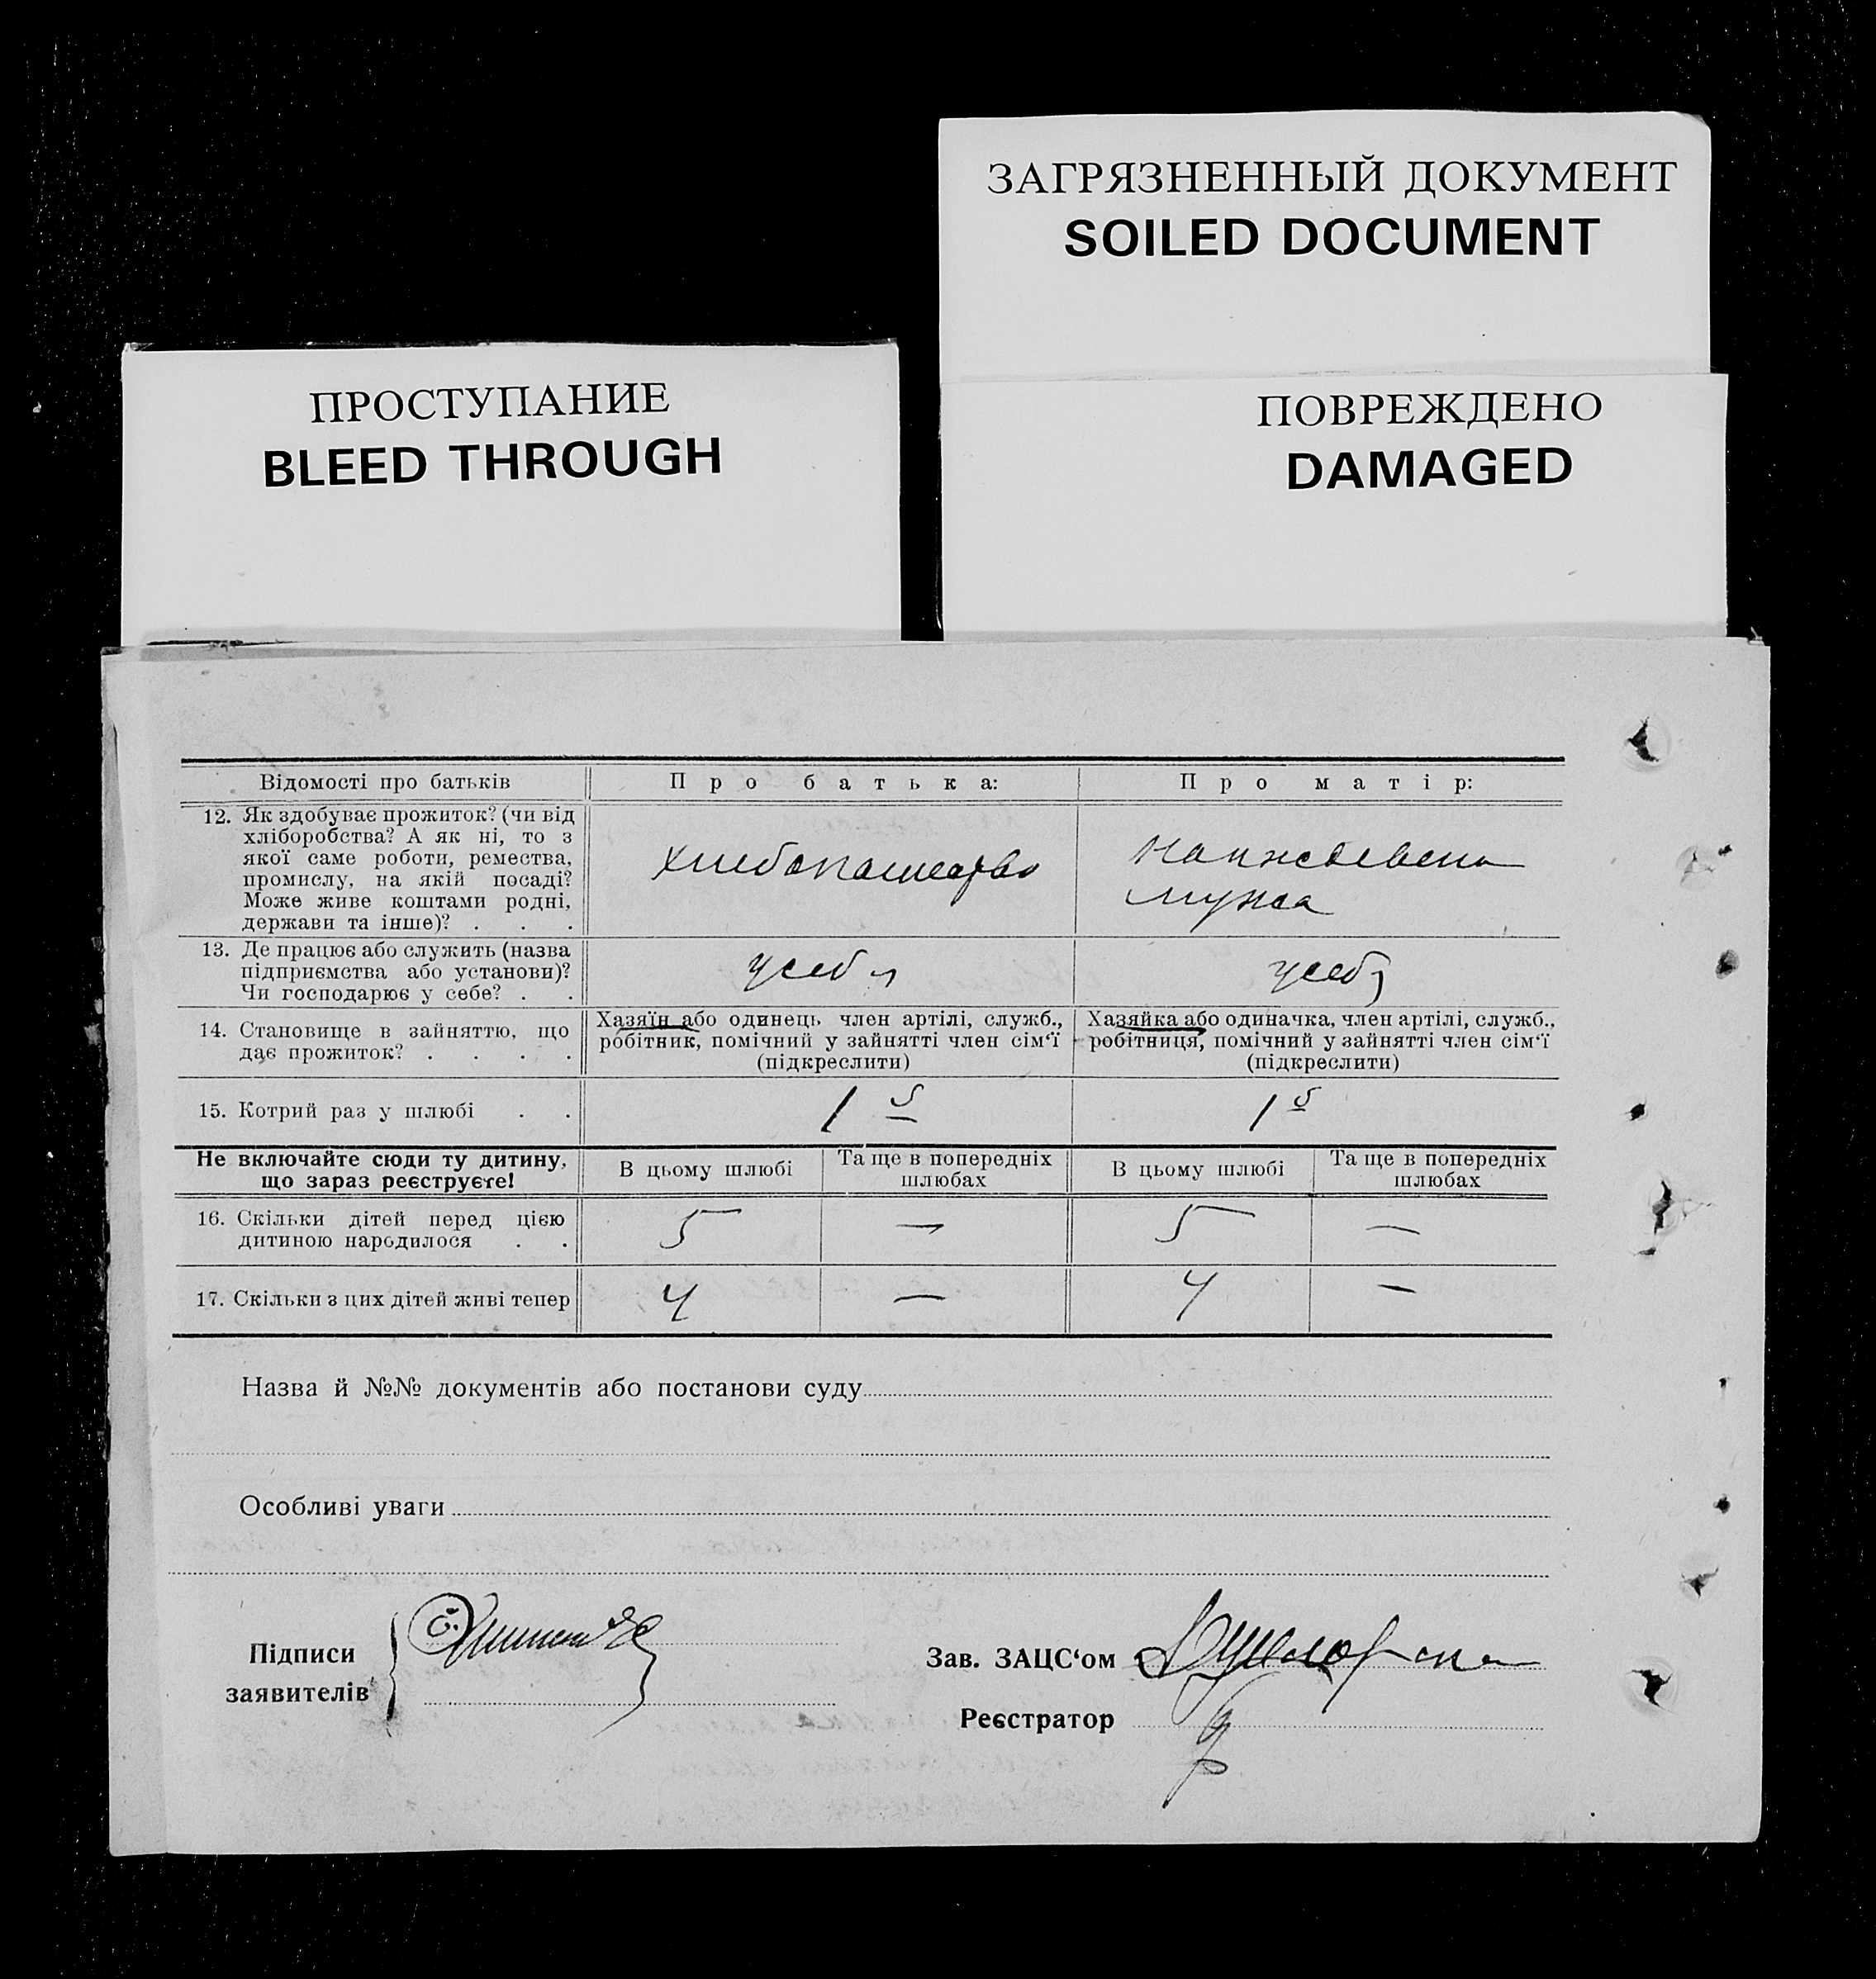 ЗАГРЯЗНЕННЫЙ ДОКУМЕНТ
SOILED DOCUMENT
ПРОСТУПАНИЕ
BLEED THROUGH
ПОВРЕЖДЕНО
DAMAGED
Відомості про батьків
Про батька:
Про матір:
12. Як здобуває прожиток? (чи від
хліборобства? А як ні, то з
якої саме роботи, ремества,
промислу, на якій посаді?
Може живе коштами родні,
держави та інше)? . . .
хлебопашество
на иждевении
мужа
13. Де працює або служить (назва
підприємства або установи)?
Чи господарює у себе? . .
у себя
у себя
14. Становище в зайняттю, що
дає прожиток? . . . .
Хазяїн або одинець член артілі, служб.,
робітник, помічний у зайнятті член сім‘ї
(підкреслити)
Хазяйка або одиначка, член артілі, служб.,
робітниця, помічний у зайнятті член сім‘ї
(підкреслити)
15. Котрий раз у шлюбі . .
1
1
Не включайте сюди ту дитину,
що зараз реєструєте!
В цьому шлюбі
Та ще в попередніх
шлюбах
В цьому шлюбі
Та ще в попередніх
шлюбах
16. Скільки дітей перед цією
дитиною народилося . .
5
—
5
—
17. Скільки з цих дітей живі тепер
4
—
4
—
Назва й №№ документів або постанови суду
Особливі уваги
Підписи
заявителів
Зав. ЗАЦС‘ом
Реєстратор